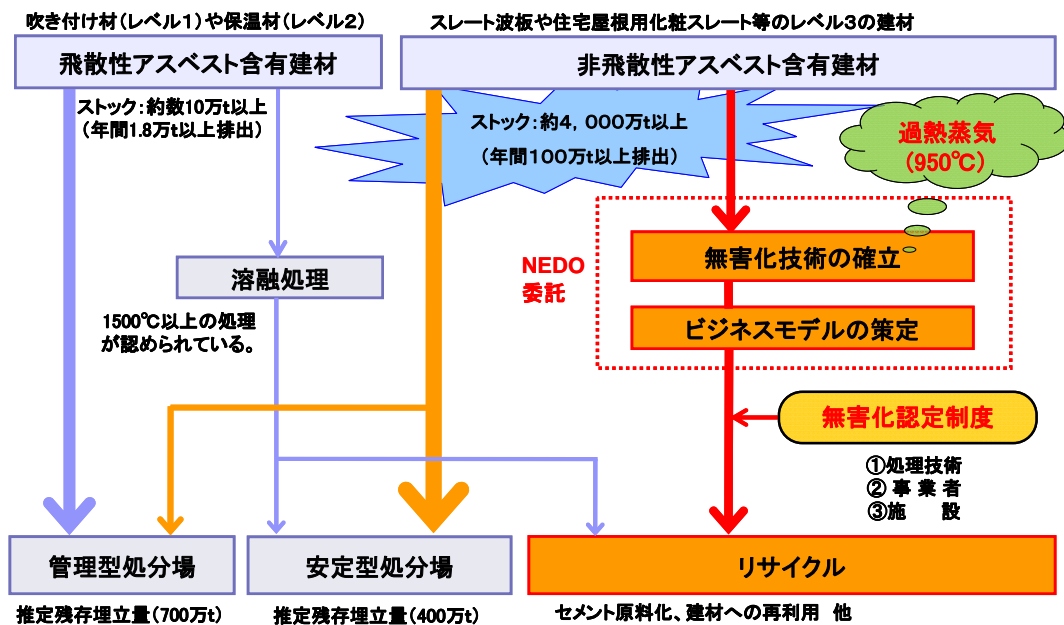 吹き付け材(レベル1)や保温材(レベル2)
スレート波板や住宅屋根用化粧スレート等のレベル3の建材
飛散性アスベスト含有建材
非飛散性アスベスト含有建材
ストック:約数10万t以上
(年間1.8万t以上排出)
ストック:約4,000万t以上
(年間100万t以上排出)
過熱蒸気
(950℃)
NEDO
委託
無害化技術の確立
ビジネスモデルの策定
溶融処理
1500℃以上の処理
が認められている。
無害化認定制度
①処理技術
②事業者
③施 設
管理型処分場
安定型処分場
リサイクル
推定残存埋立量(700万t)
推定残存埋立量(400万t)
セメント原料化、建材への再利用 他